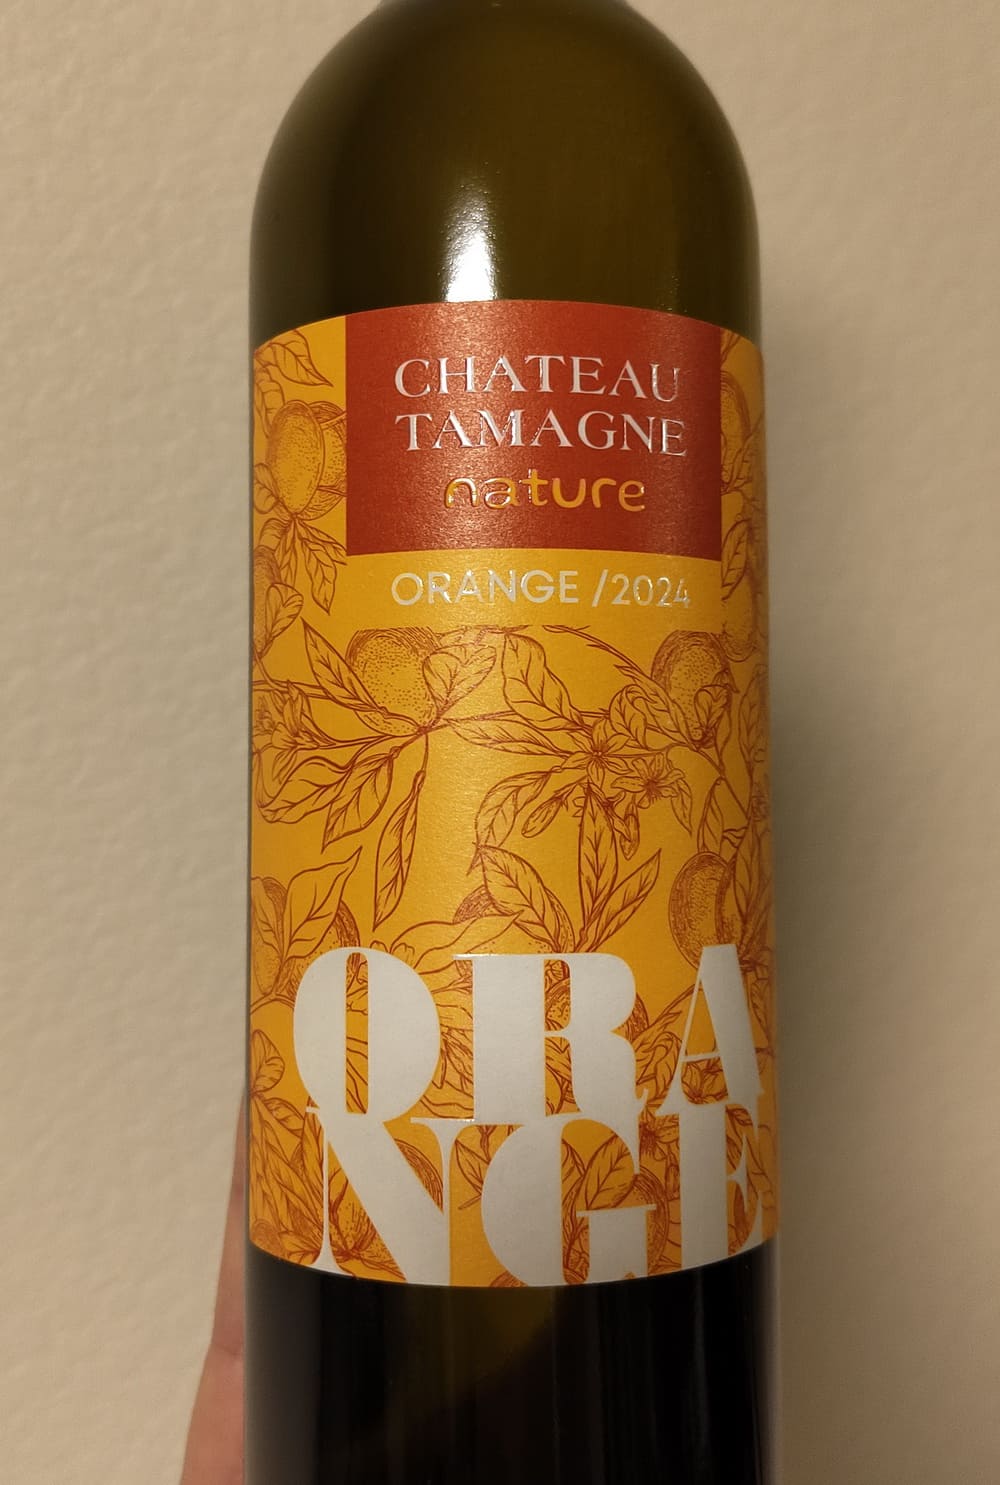 CHATEAU
TAMAGNE
nature
ORANGE /2024
ORA
NGE